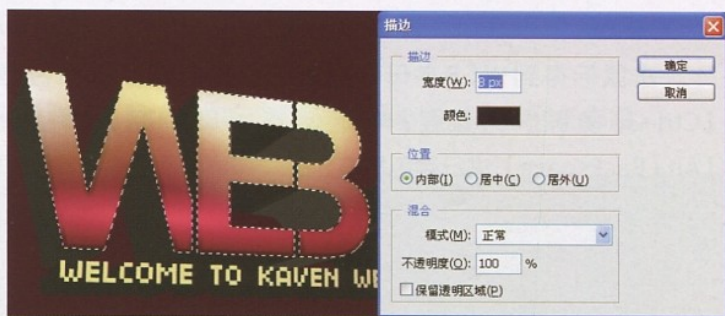 WEB
WELCOME TO KAVEN WE
描边
描边
宽度(W): 8 px
颜色:
确定
取消
位置
内部(I) 居中(C) 居外(U)
混合
模式(M): 正常
不透明度(O): 100 %
保留透明区域(P)